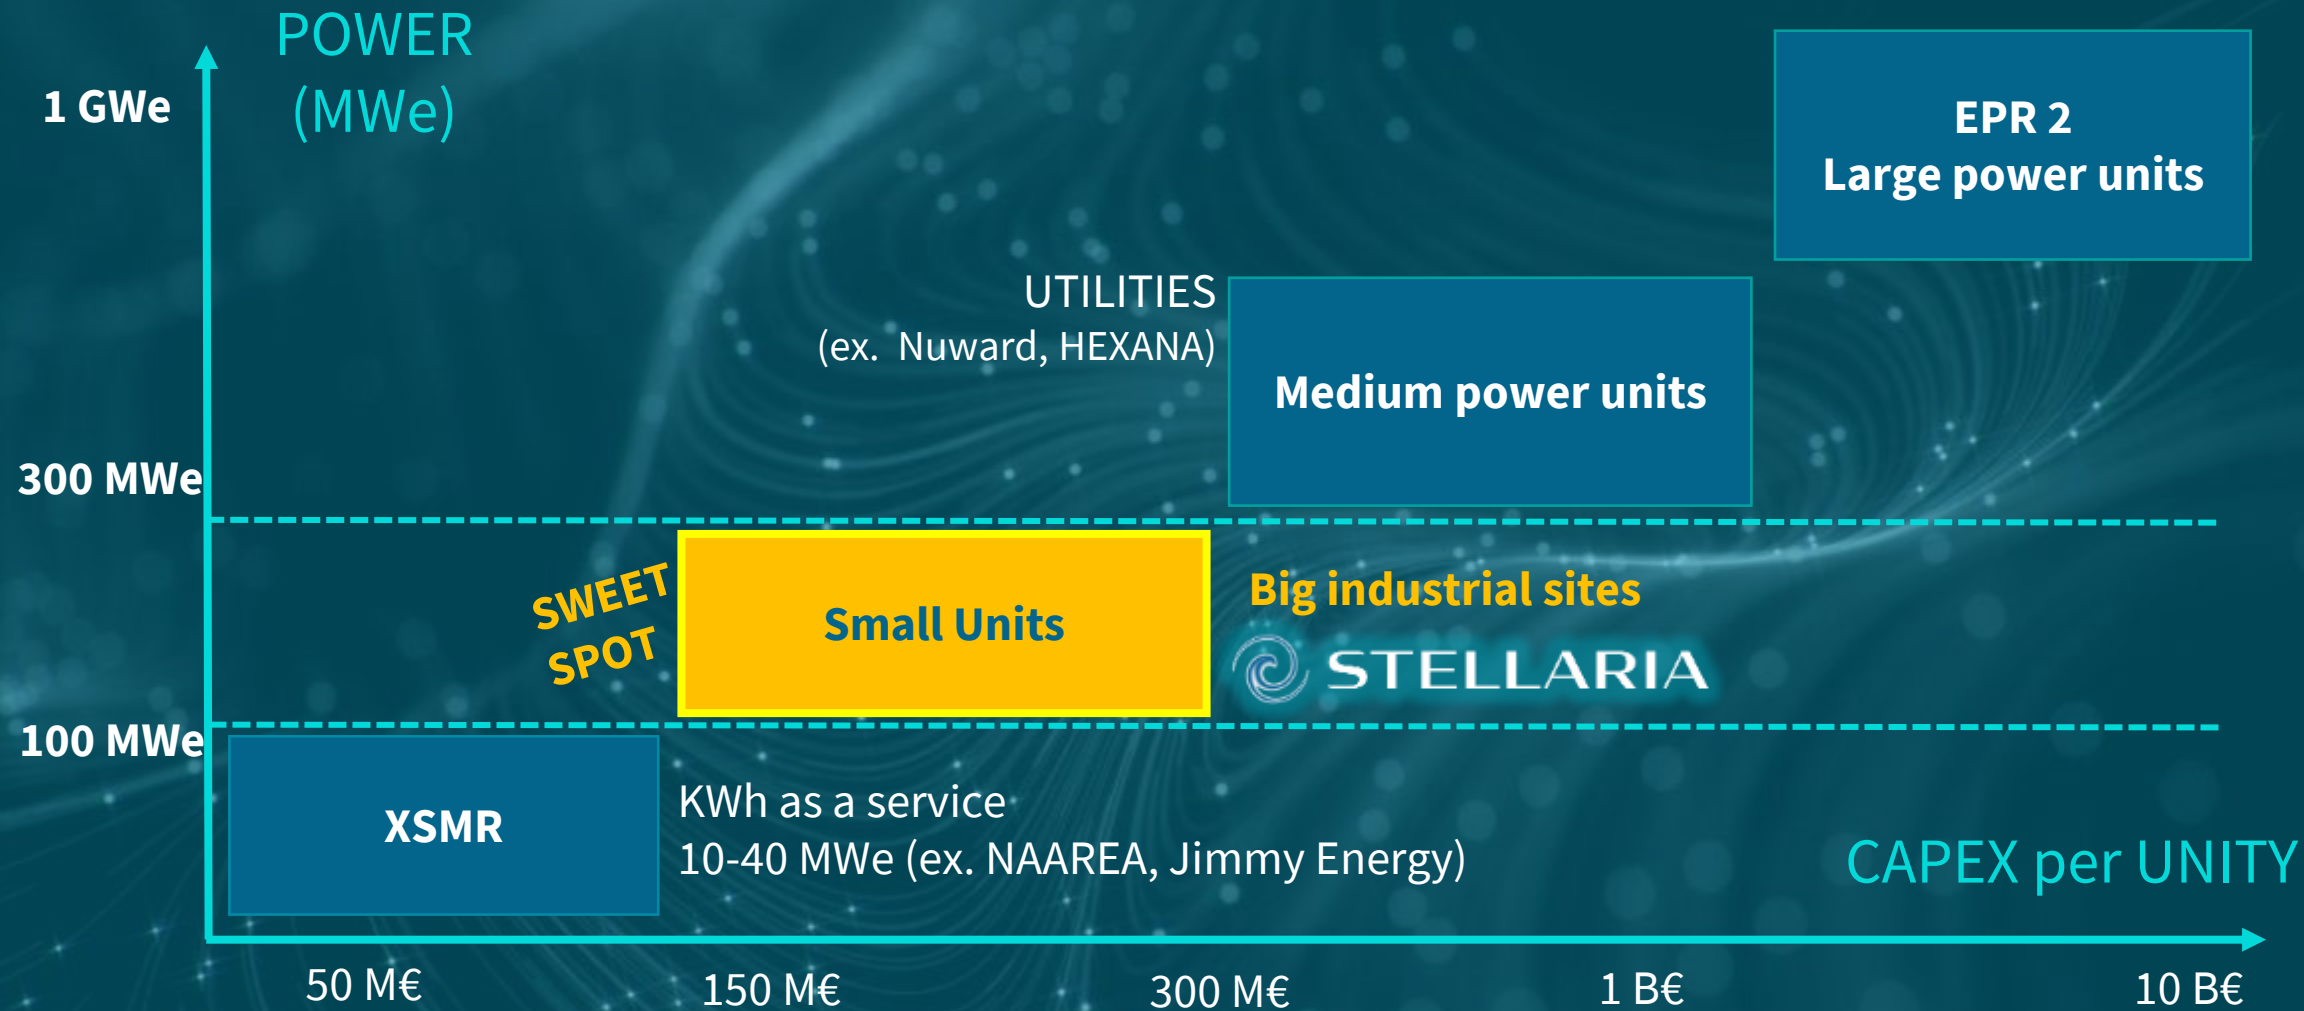 POWER
(MWe)
1 GWe
EPR 2
Large power units
UTILITIES
(ex. Nuward, HEXANA)
Medium power units
300 MWe
SWEET
SPOT
Small Units
Big industrial sites
STELLARIA
100 MWe
XSMR
KWh as a service
10-40 MWe (ex. NAAREA, Jimmy Energy)
CAPEX per UNITY
50 M€
150 M€
300 M€
1 B€
10 B€